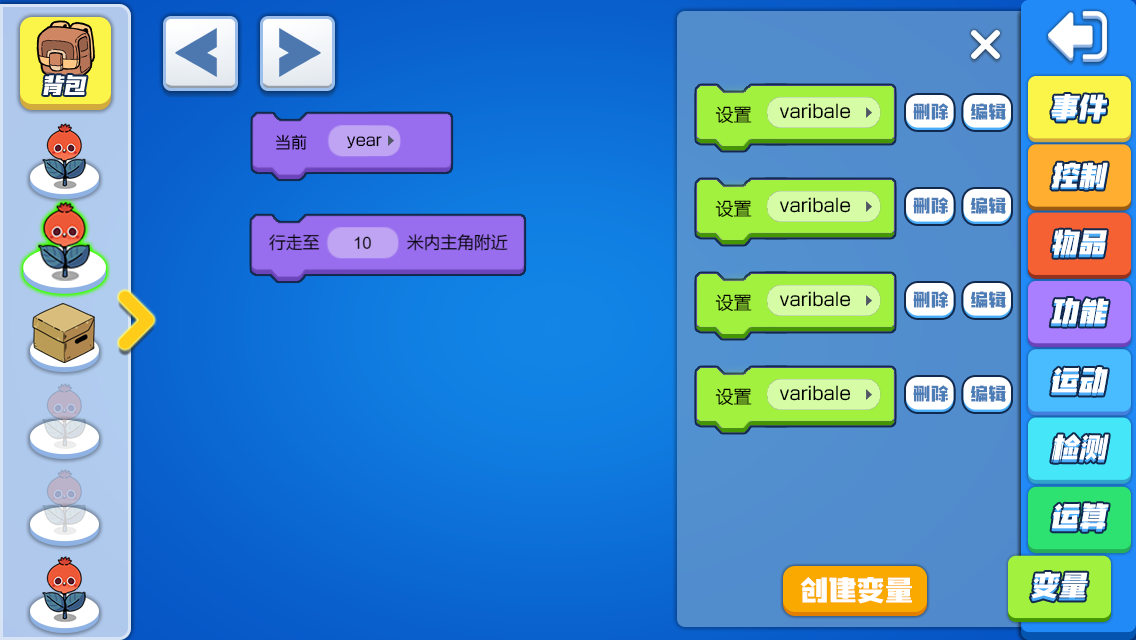 背包
当前 year
行走至 10 米内主角附近
设置 varibale 删除 编辑
设置 varibale 删除 编辑
设置 varibale 删除 编辑
设置 varibale 删除 编辑
创建变量
事件
控制
物品
功能
运动
检测
运算
变量